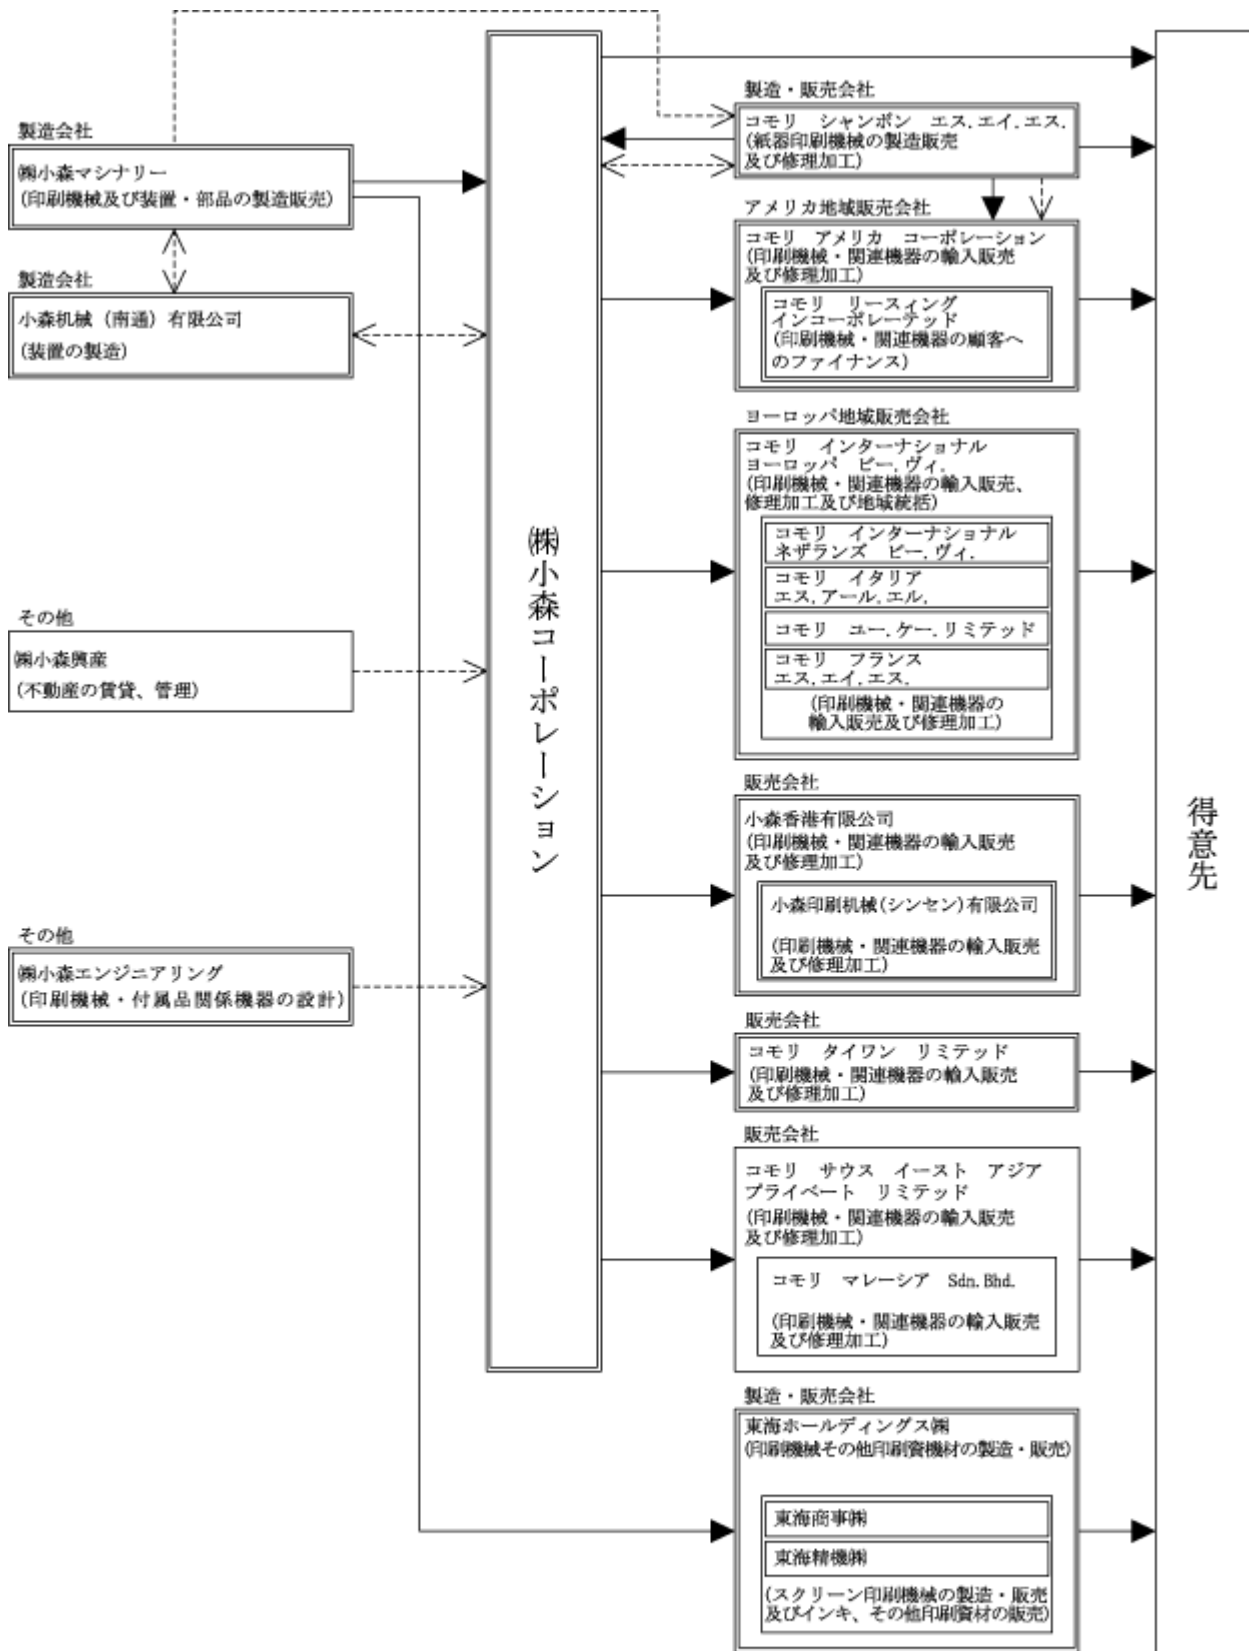 製造会社
㈱小森マシナリー
(印刷機械及び装置・部品の製造販売)
製造会社
小森机械（南通）有限公司
(装置の製造)
その他
㈱小森興産
(不動産の賃貸、管理)
その他
㈱小森エンジニアリング
(印刷機械・付属品関係機器の設計)
㈱小森コーポレーション
製造・販売会社
コモリ　シャンボン　エス.エイ.エス.
(紙器印刷機械の製造販売
及び修理加工)
アメリカ地域販売会社
コモリ　アメリカ　コーポレーション
(印刷機械・関連機器の輸入販売
及び修理加工)
コモリ　リースィング
インコーポレーテッド
(印刷機械・関連機器の顧客へ
のファイナンス)
ヨーロッパ地域販売会社
コモリ　インターナショナル
ヨーロッパ　ビー.ヴィ.
(印刷機械・関連機器の輸入販売、
修理加工及び地域統括)
コモリ　インターナショナル
ネザランズ　ビー.ヴィ.
コモリ　イタリア
エス.アール.エル.
コモリ　ユー.ケー.リミテッド
コモリ　フランス
エス.エイ.エス.
(印刷機械・関連機器の
輸入販売及び修理加工)
販売会社
小森香港有限公司
(印刷機械・関連機器の輸入販売
及び修理加工)
小森印刷机械(シンセン)有限公司
(印刷機械・関連機器の輸入販売
及び修理加工)
販売会社
コモリ　タイワン　リミテッド
(印刷機械・関連機器の輸入販売
及び修理加工)
販売会社
コモリ　サウス　イースト　アジア
プライベート　リミテッド
(印刷機械・関連機器の輸入販売
及び修理加工)
コモリ　マレーシア　Sdn.Bhd.
(印刷機械・関連機器の輸入販売
及び修理加工)
製造・販売会社
東海ホールディングス㈱
(印刷機械その他印刷資機材の製造・販売)
東海商事㈱
東海精機㈱
(スクリーン印刷機械の製造・販売
及びインキ、その他印刷資材の販売)
得意先